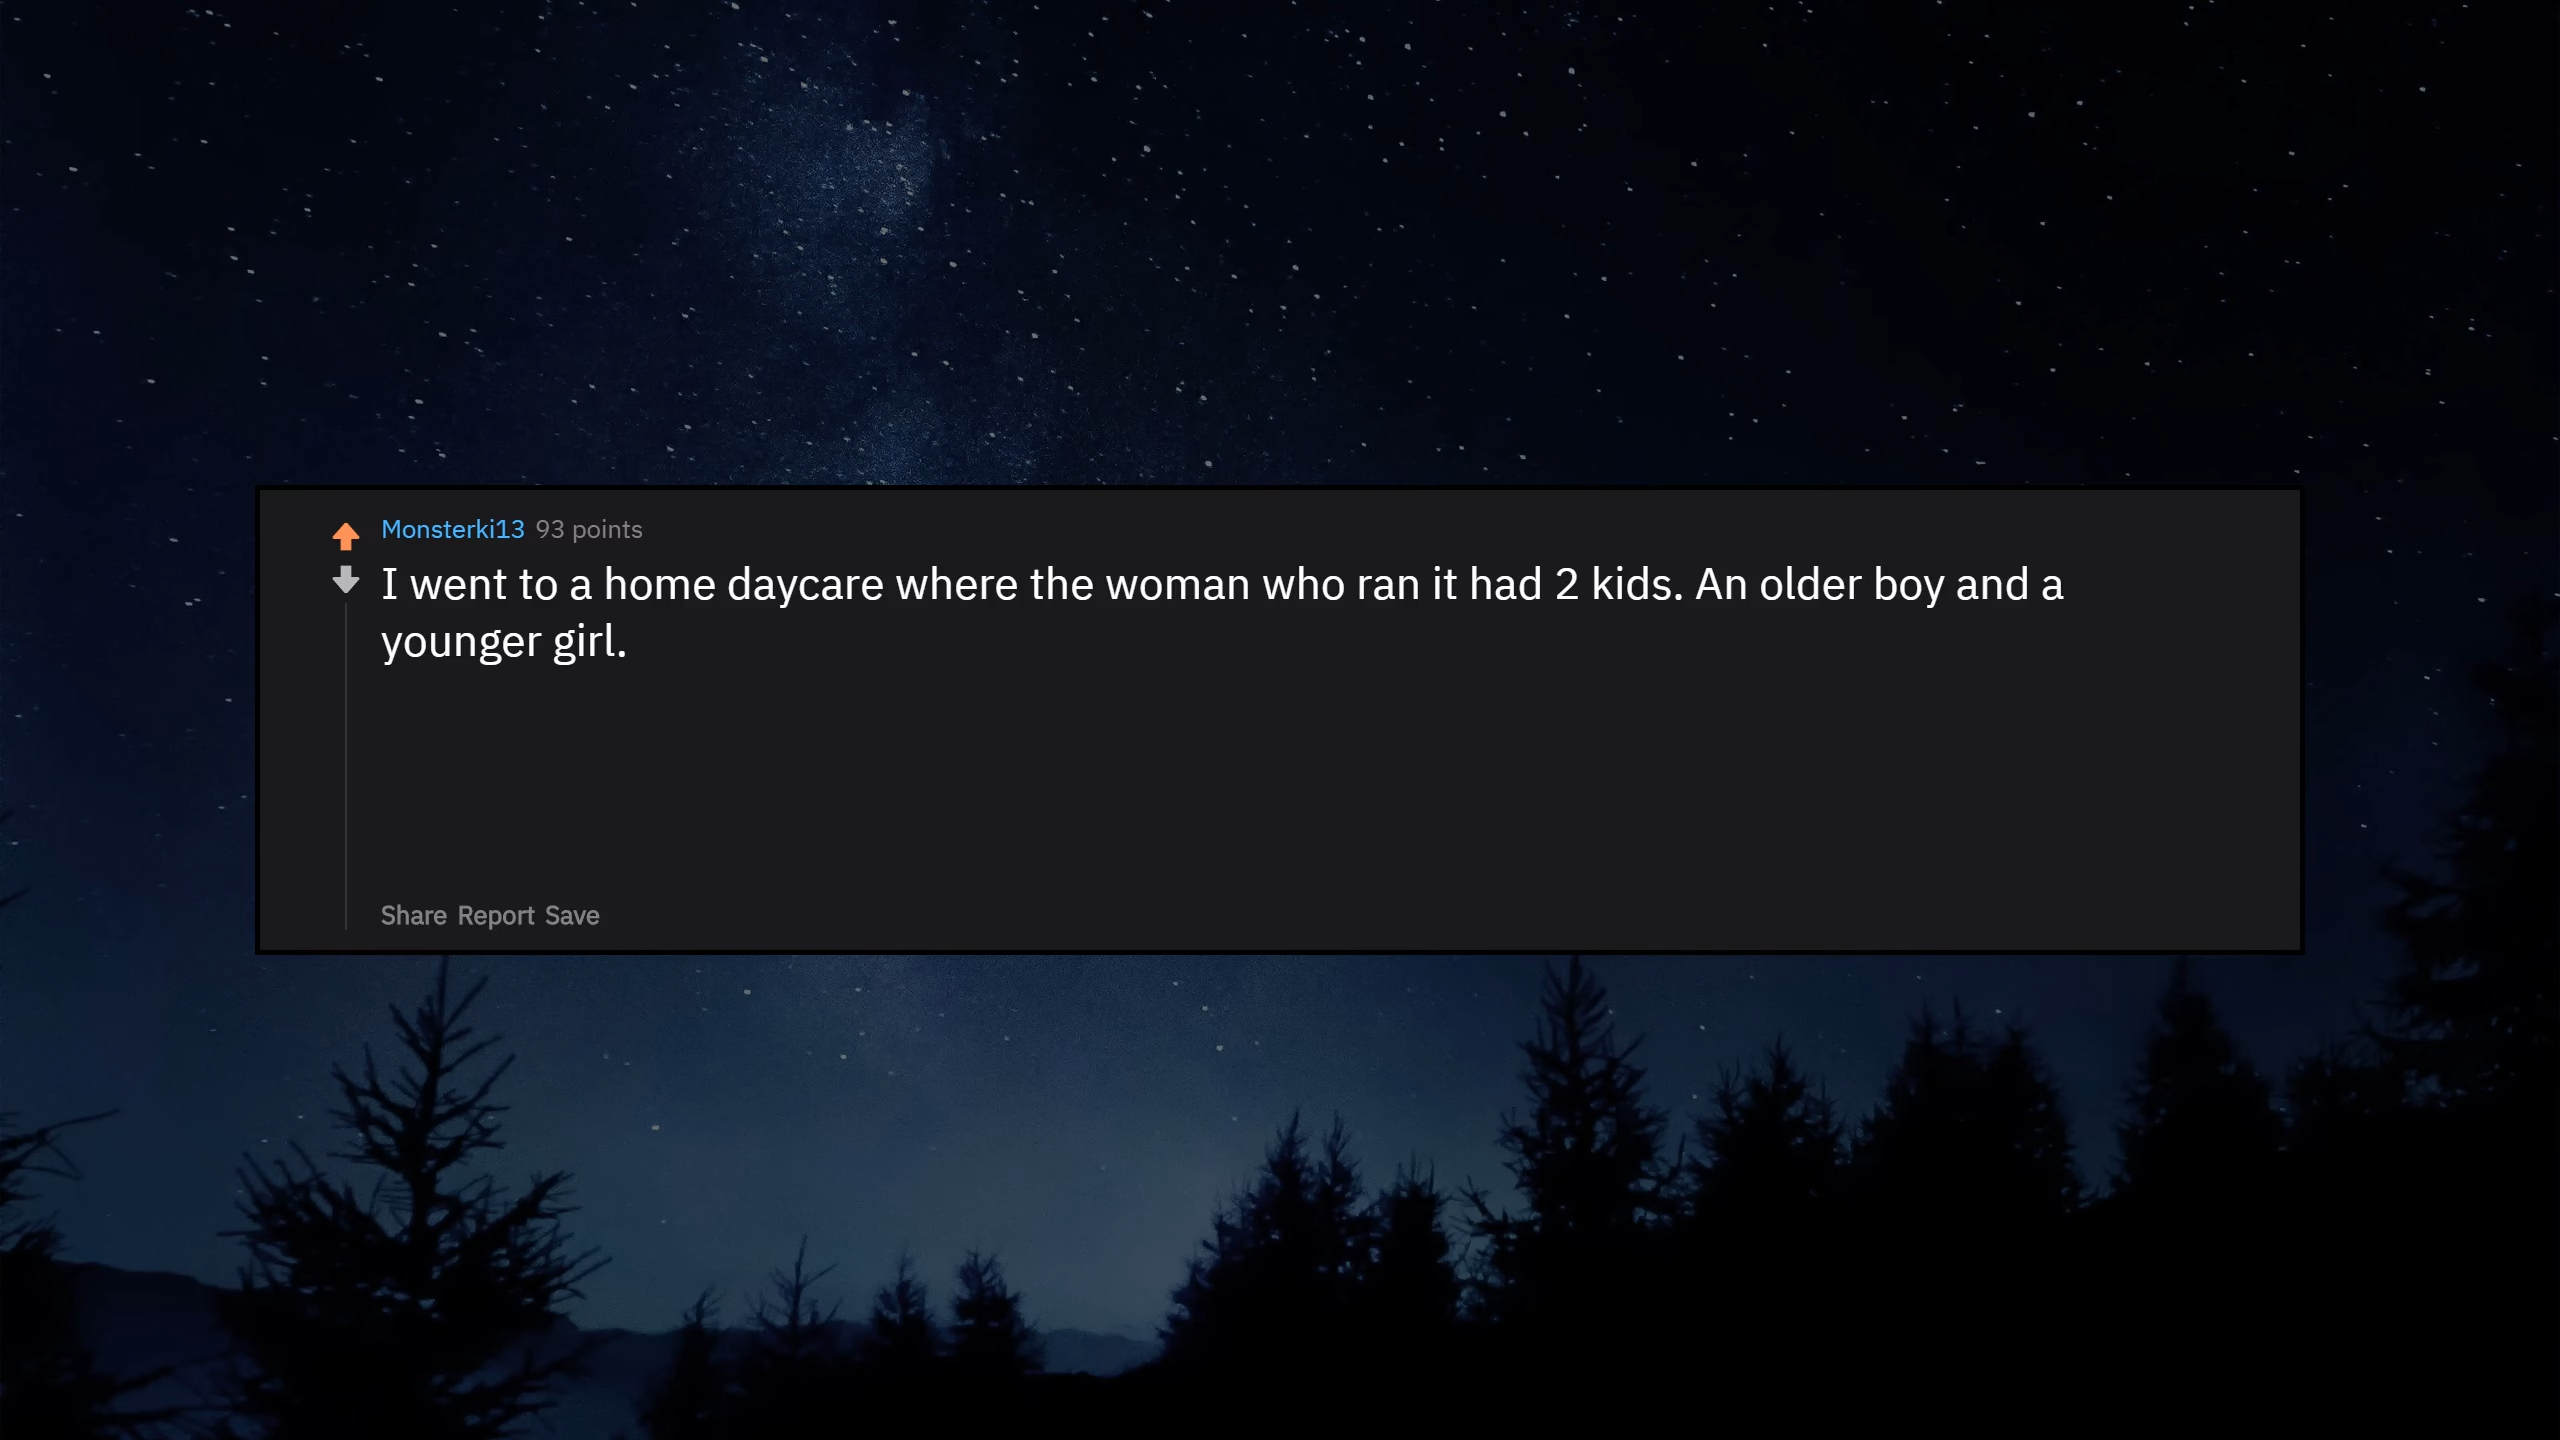 Monsterki13 93 points
I went to a home daycare where the woman who ran it had 2 kids. An older boy and a
younger girl.
Share Report Save